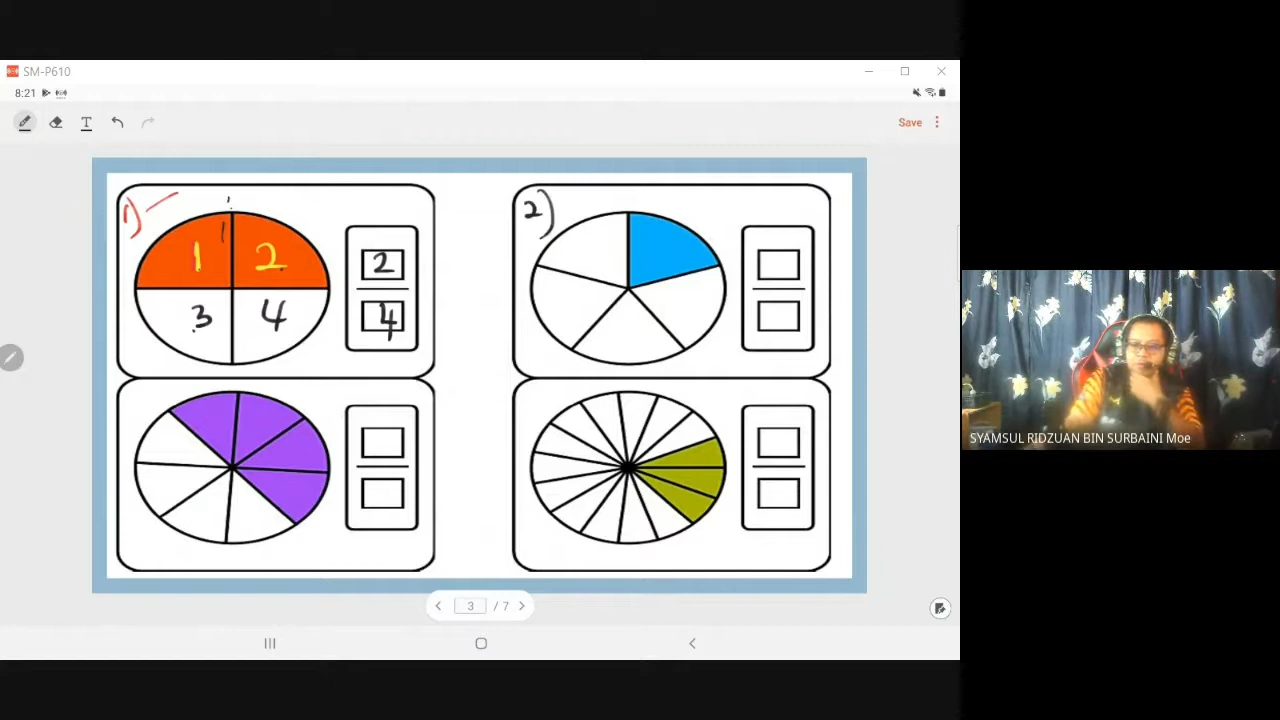 SM-P610
8:21
T
Save
1)
1 2
3 4
2
4
2)
3 / 7
SYAMSUL RIDZUAN BIN SURBAINI Moe